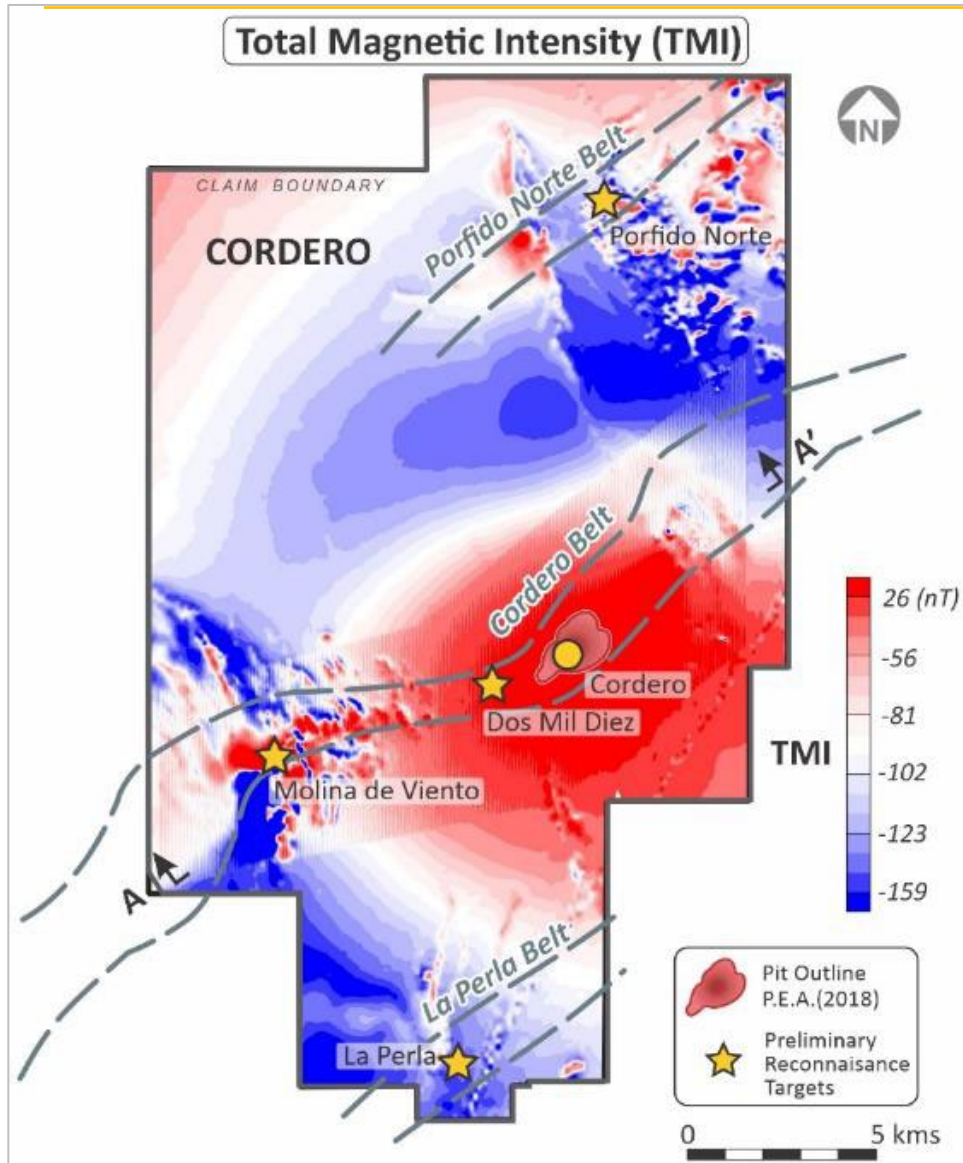 Total Magnetic Intensity (TMI)
N
CLAIM BOUNDARY
CORDERO
Porfido Norte Belt
Porfido Norte
A'
Cordero Belt
Cordero
Dos Mil Diez
Molina de Viento
A
La Perla Belt
La Perla
26 (nT)
-56
-81
TMI
-102
-123
-159
Pit Outline
P.E.A.(2018)
Preliminary
Reconnaisance
Targets
0 5 kms